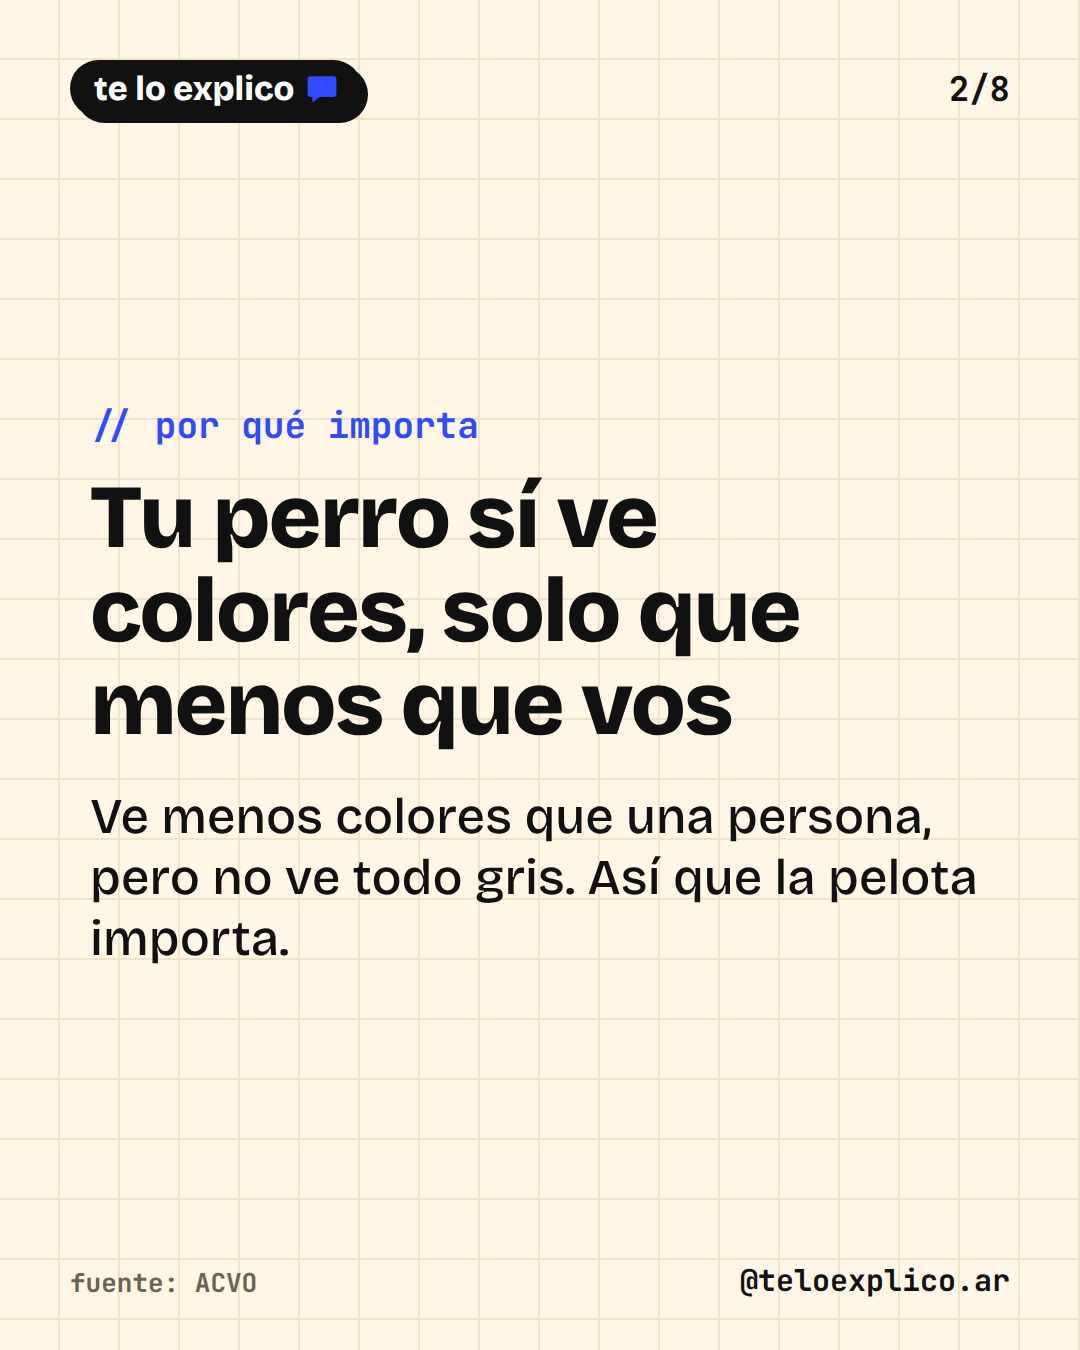 te lo explico
2/8
// por qué importa
Tu perro sí ve
colores, solo que
menos que vos
Ve menos colores que una persona,
pero no ve todo gris. Así que la pelota
importa.
fuente: ACVO
@teloexplico.ar